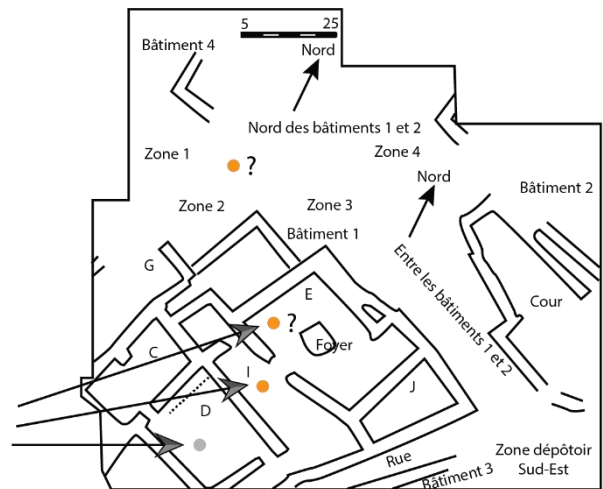 5 25
Bâtiment 4
Nord
Nord des bâtiments 1 et 2
Zone 1
Zone 4
?
Nord
Bâtiment 2
Zone 2
Zone 3
Bâtiment 1
G
Entre les bâtiments 1 et 2
E
Cour
?
Foyer
C
I
J
D
Rue
Bâtiment 3
Zone dépôtoir
Sud-Est